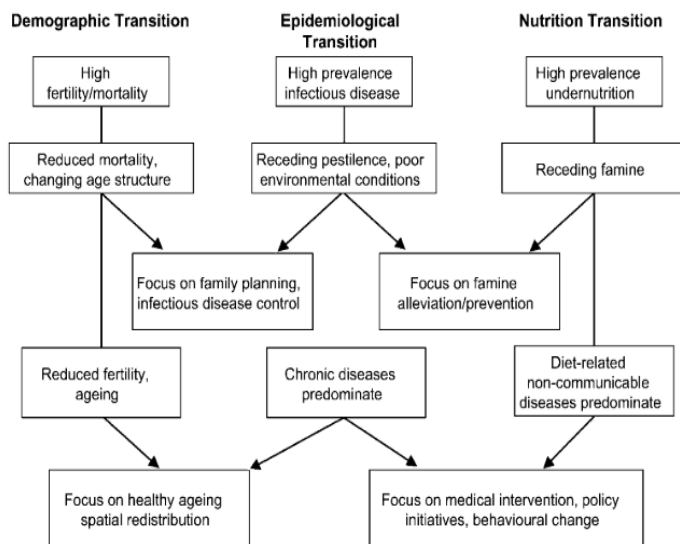 Demographic Transition
Epidemiological
Transition
Nutrition Transition
High
fertility/mortality
High prevalence
infectious disease
High prevalence
undernutrition
Reduced mortality,
changing age structure
Receding pestilence, poor
environmental conditions
Receding famine
Focus on family planning,
infectious disease control
Focus on famine
alleviation/prevention
Reduced fertility,
ageing
Chronic diseases
predominate
Diet-related
non-communicable
diseases predominate
Focus on healthy ageing
spatial redistribution
Focus on medical intervention, policy
initiatives, behavioural change